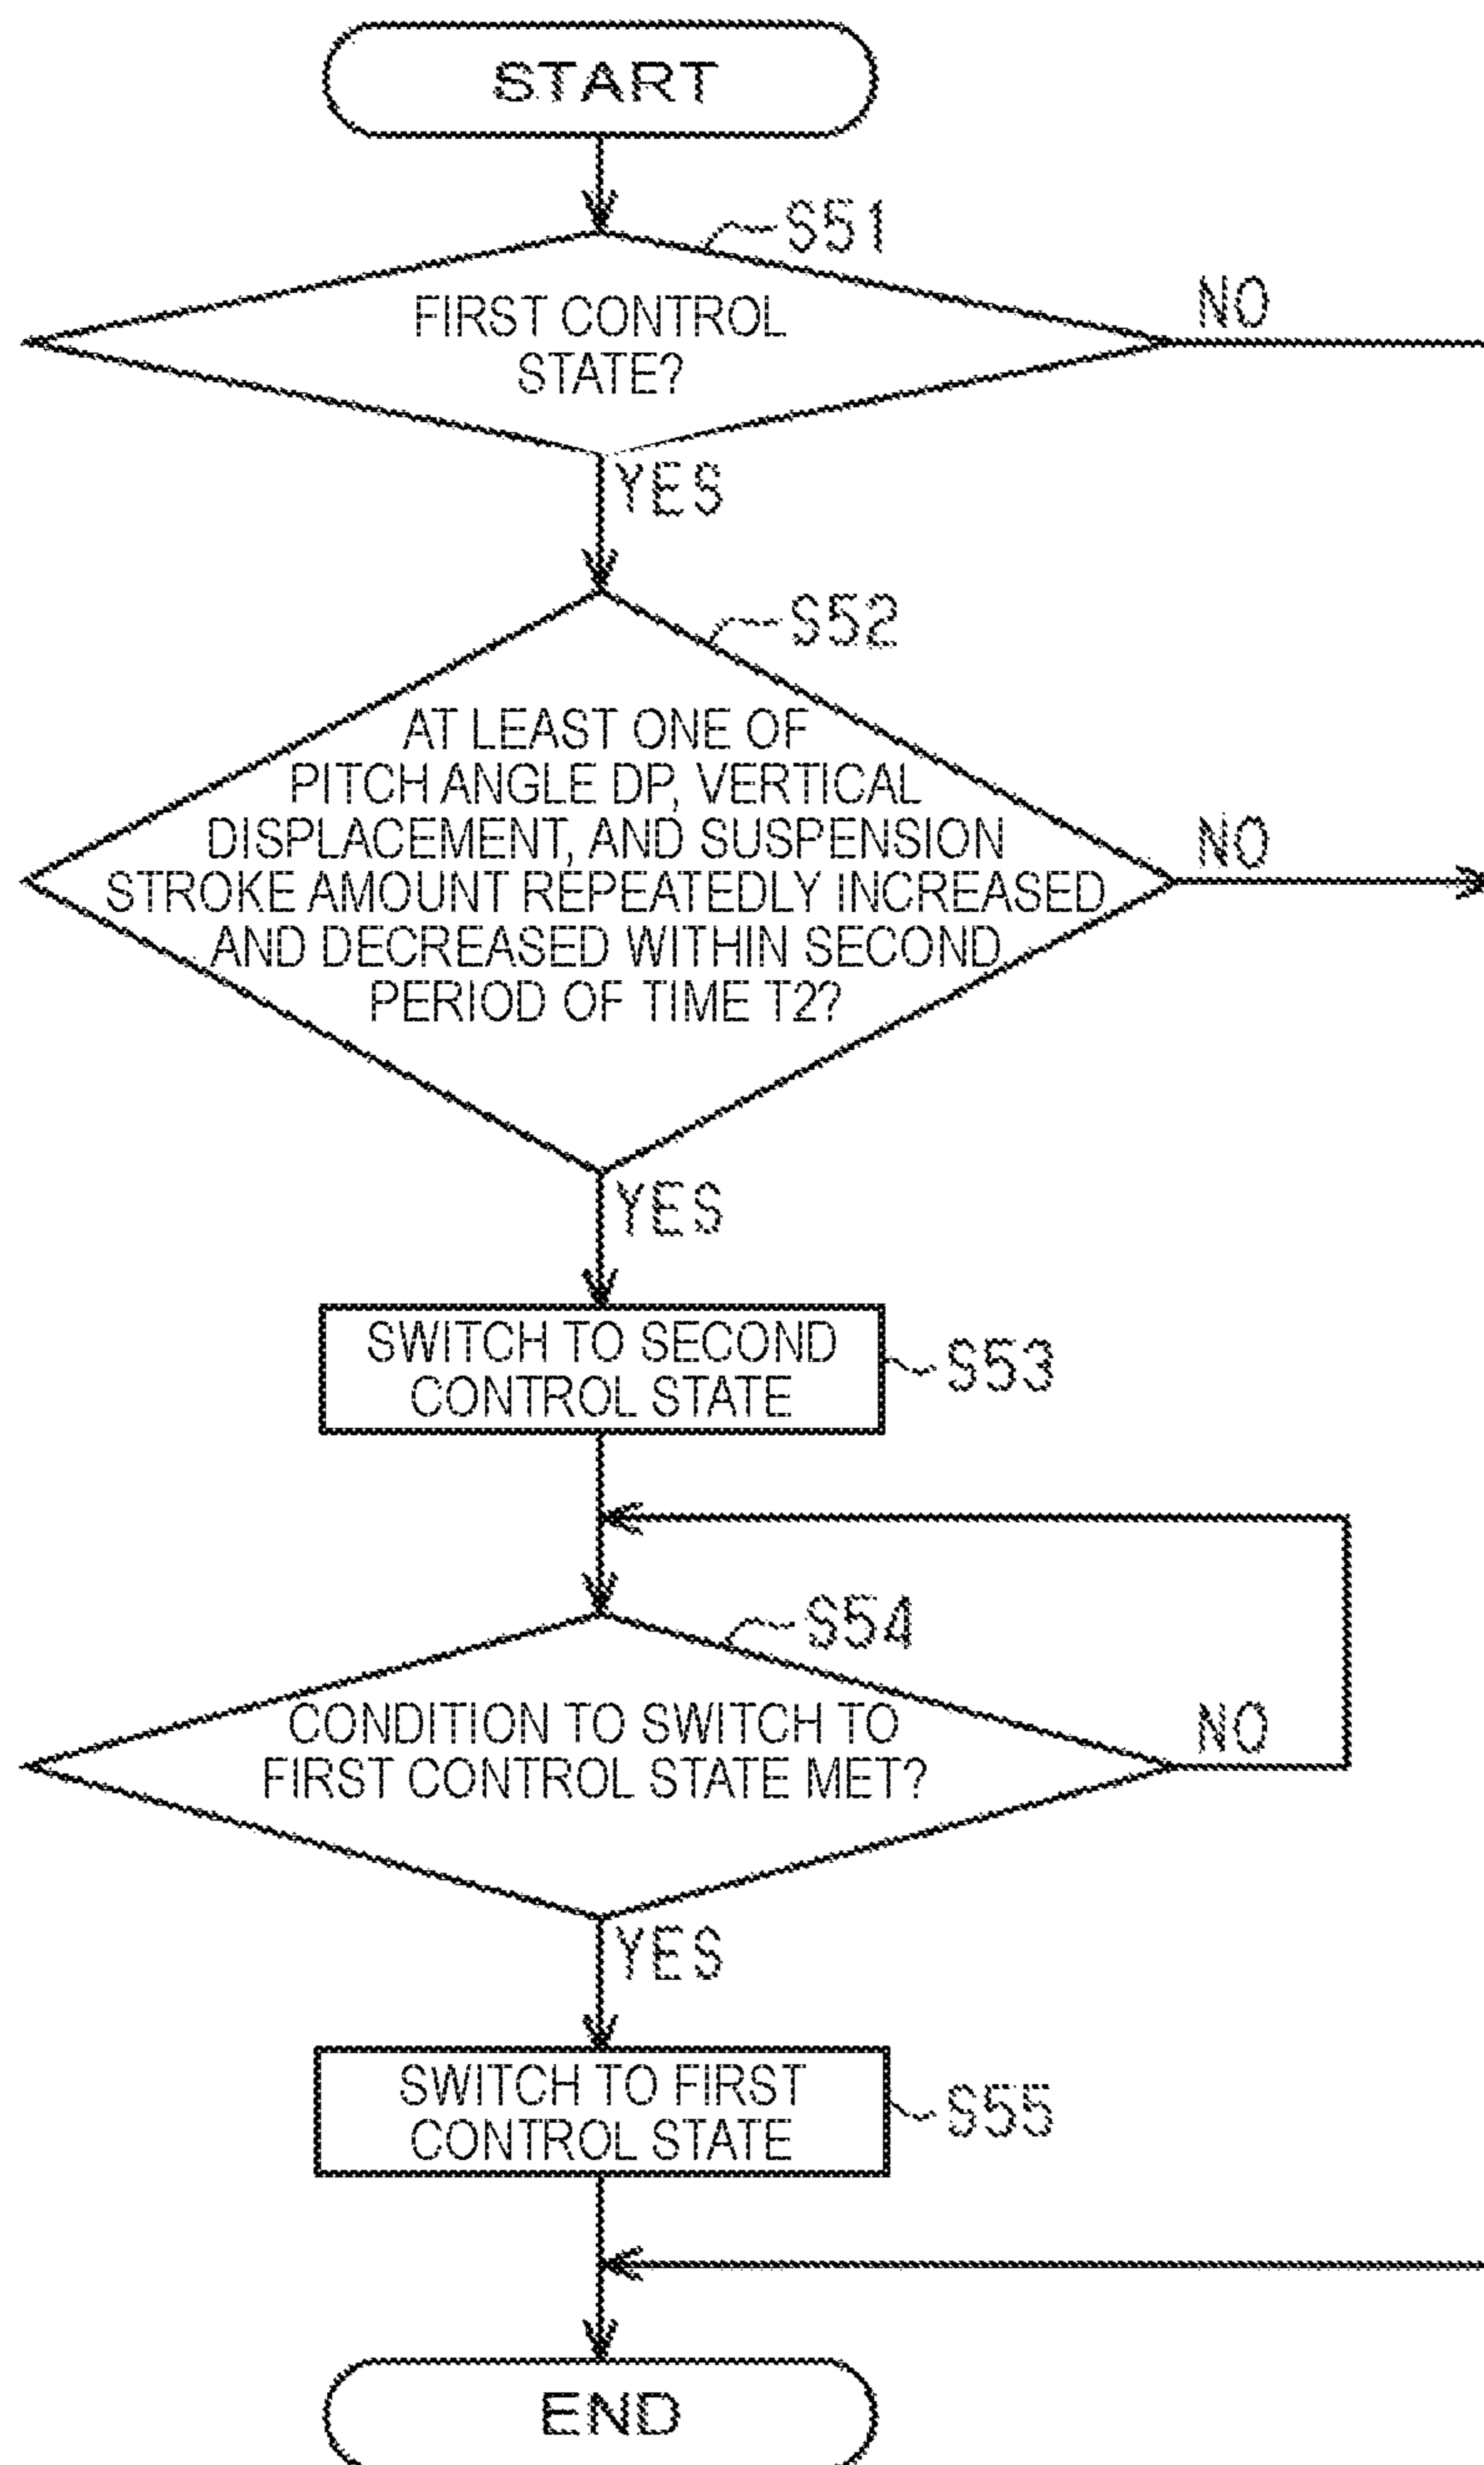 START
S51
FIRST CONTROL
STATE?
NO
YES
S52
AT LEAST ONE OF
PITCH ANGLE DP, VERTICAL
DISPLACEMENT, AND SUSPENSION
STROKE AMOUNT REPEATEDLY INCREASED
AND DECREASED WITHIN SECOND
PERIOD OF TIME T2?
NO
YES
SWITCH TO SECOND
CONTROL STATE
S53
S54
CONDITION TO SWITCH TO
FIRST CONTROL STATE MET?
NO
YES
SWITCH TO FIRST
CONTROL STATE
S55
END